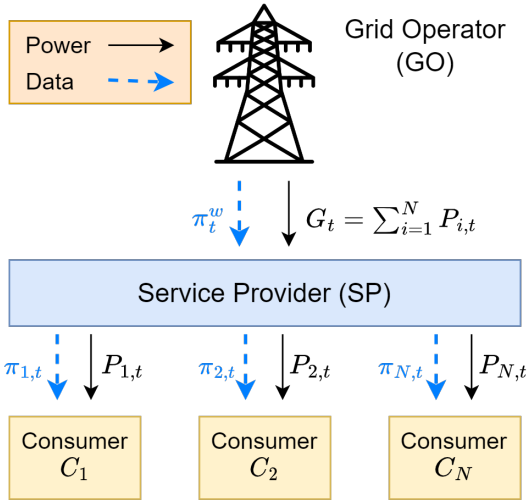 Power
Data
Grid Operator
(GO)
π_t^w
G_t = ∑_{i=1}^N P_{i,t}
Service Provider (SP)
π_{1,t} P_{1,t} π_{2,t} P_{2,t} π_{N,t} P_{N,t}
Consumer C_1
Consumer C_2
Consumer C_N